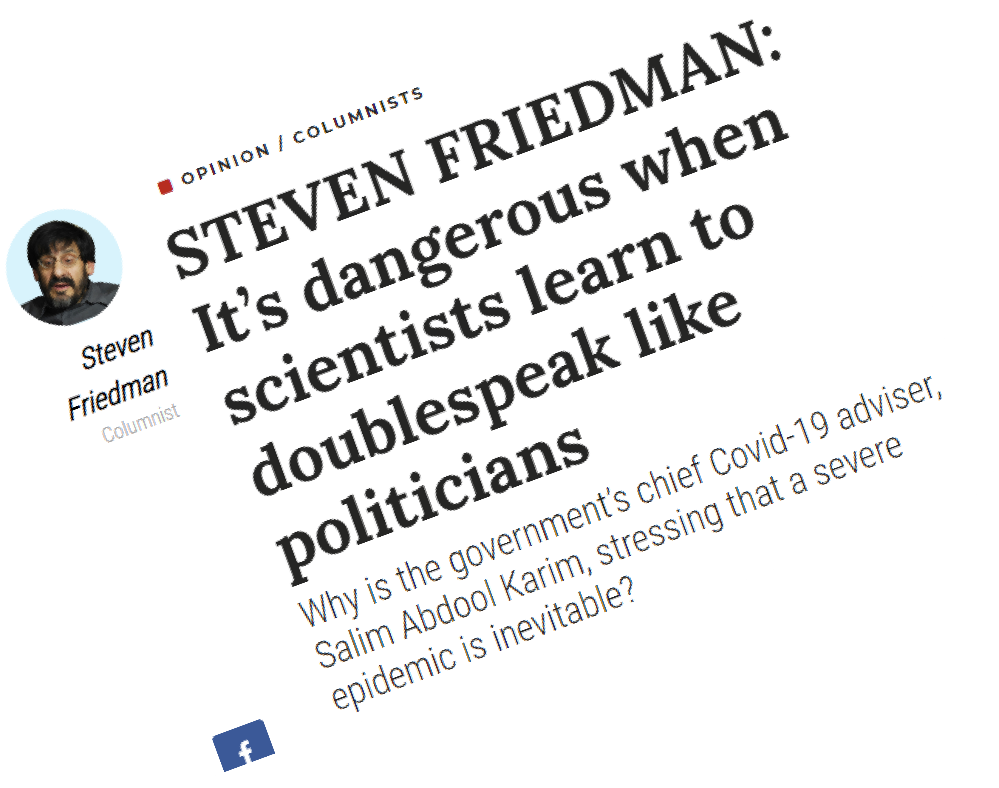 OPINION / COLUMNISTS
STEVEN FRIEDMAN:
It’s dangerous when
scientists learn to
doublespeak like
politicians
Steven
Friedman
Columnist
Why is the government’s chief Covid-19 adviser,
Salim Abdool Karim, stressing that a severe
epidemic is inevitable?
f